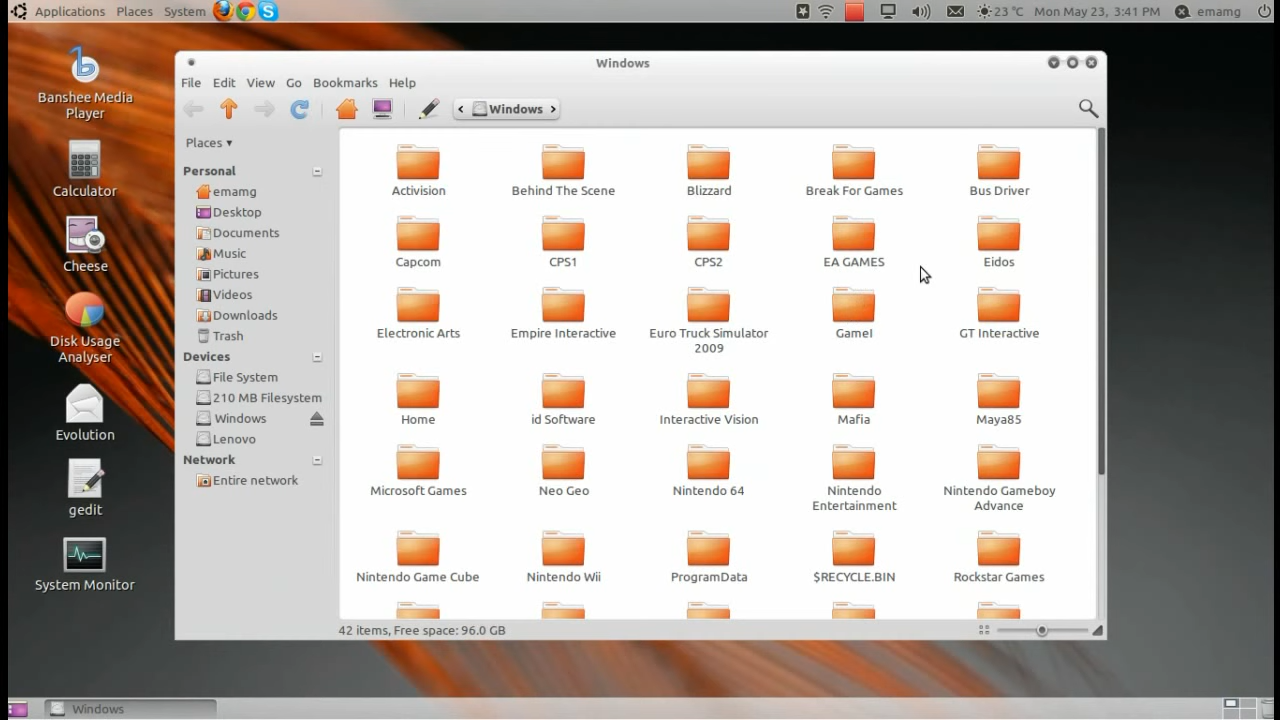 Applications Places System
23 °C Mon May 23, 3:41 PM emamg
Banshee Media
Player
Calculator
Cheese
Disk Usage
Analyser
Evolution
gedit
System Monitor
Windows
File Edit View Go Bookmarks Help
Windows
Places
Personal
emamg
Desktop
Documents
Music
Pictures
Videos
Downloads
Trash
Devices
File System
210 MB Filesystem
Windows
Lenovo
Network
Entire network
Activision Behind The Scene Blizzard Break For Games Bus Driver
Capcom CPS1 CPS2 EA GAMES Eidos
Electronic Arts Empire Interactive Euro Truck Simulator GameI GT Interactive
2009
Home id Software Interactive Vision Mafia Maya85
Microsoft Games Neo Geo Nintendo 64 Nintendo Nintendo Gameboy
Entertainment Advance
Nintendo Game Cube Nintendo Wii ProgramData $RECYCLE.BIN Rockstar Games
42 items, Free space: 96.0 GB
Windows